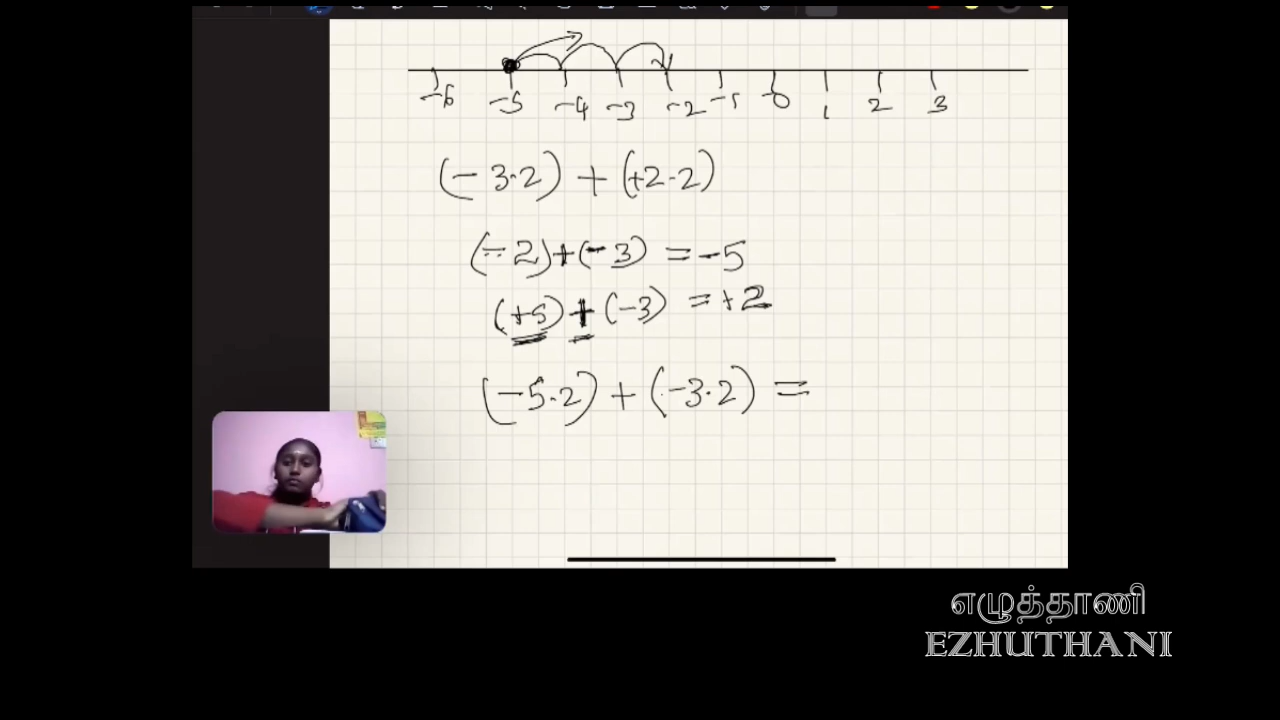 -6 -5 -4 -3 -2 -1 -0 1 2 3
(-3.2) + (+2.2)
(-2)+(-3) = -5
(+5) + (-3) = +2
(-5.2) + (-3.2) =
எழுத்தாணி
EZHUTHANI